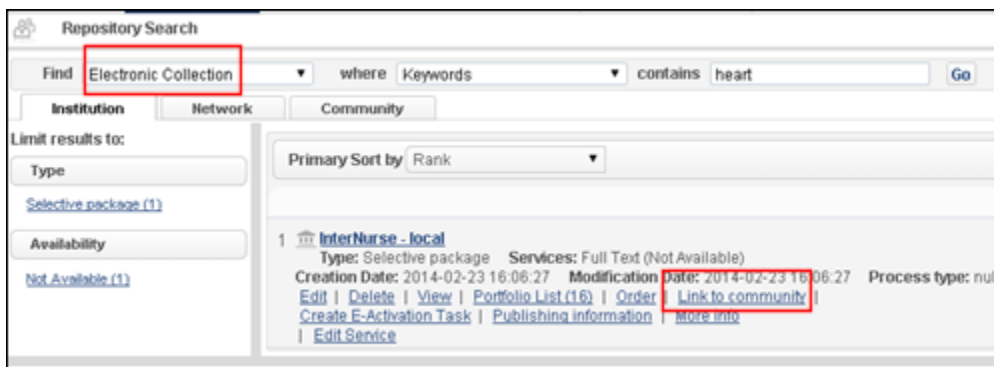 Repository Search
Find Electronic Collection where Keywords contains heart Go
Institution Network Community
Limit results to:
Type
Selective package (1)
Availability
Not Available (1)
Primary Sort by Rank
1 InterNurse - local
Type: Selective package Services: Full Text (Not Available)
Creation Date: 2014-02-23 16:06:27 Modification Date: 2014-02-23 16:06:27 Process type: nul
Edit | Delete | View | Portfolio List (16) | Order | Link to community |
Create E-Activation Task | Publishing information | More info
| Edit Service